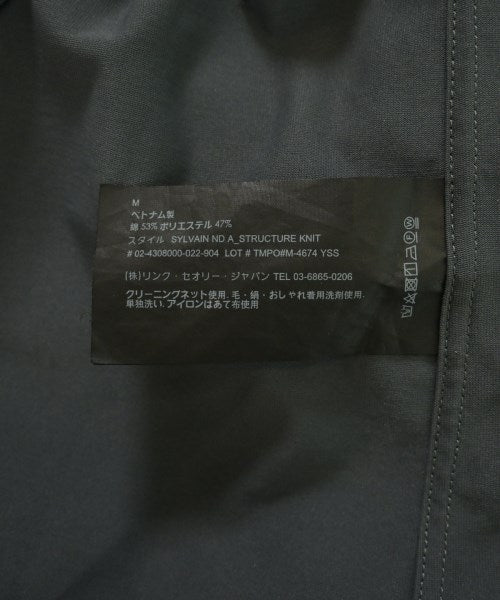 M
ベトナム製
綿 53% ポリエステル 47%
スタイル SYLVAIN ND A_STRUCTURE KNIT
# 02-4308000-022-904 LOT # TMPO#M-4674 YSS
(株)リンク・セオリー・ジャパン TEL 03-6865-0206
クリーニングネット使用. 毛・絹・おしゃれ着用洗剤使用.
単独洗い. アイロンはあて布使用.